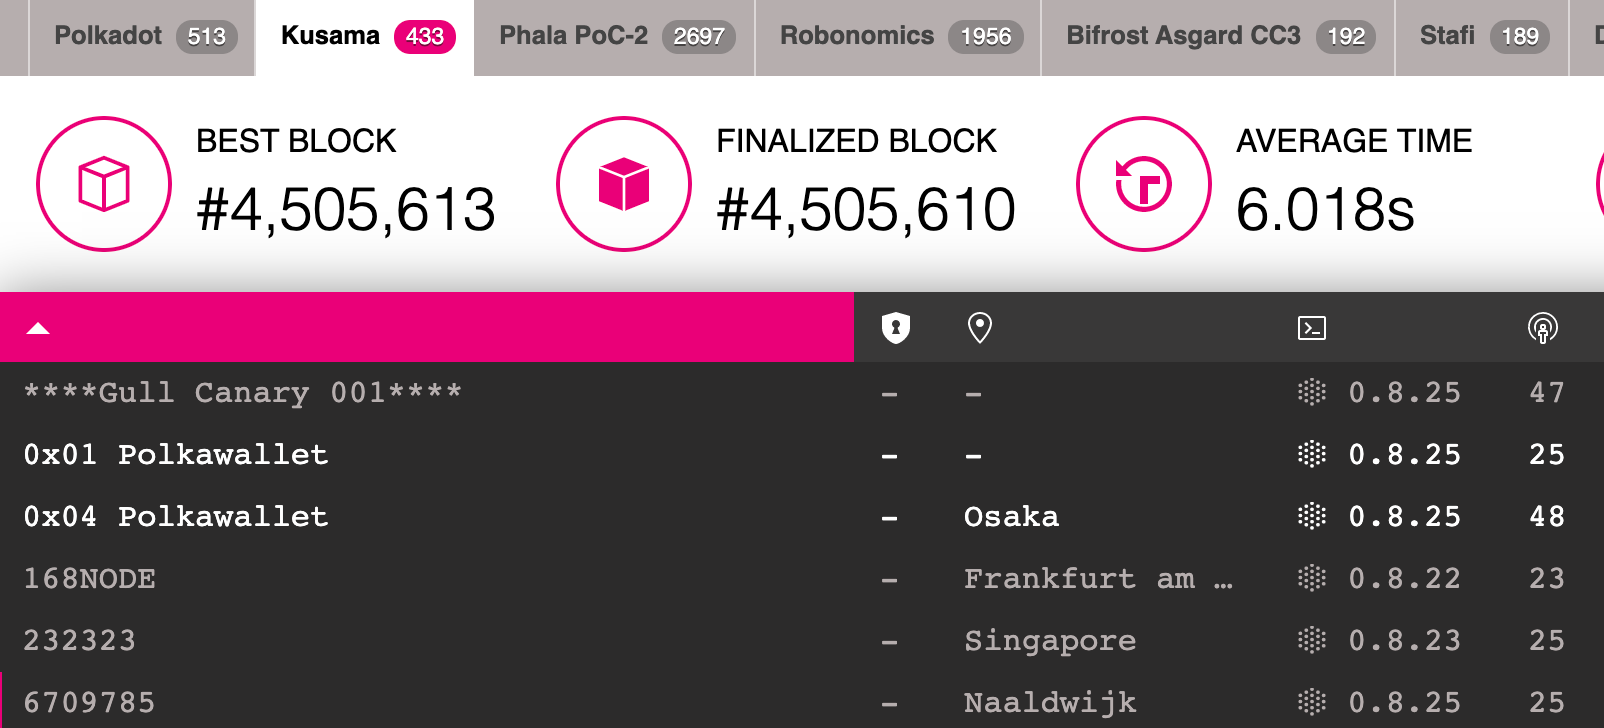 Polkadot 513 Kusama 433 Phala PoC-2 2697 Robonomics 1956 Bifrost Asgard CC3 192 Stafi 189
BEST BLOCK FINALIZED BLOCK AVERAGE TIME
#4,505,613 #4,505,610 6.018s
****Gull Canary 001**** – – 0.8.25 47
0x01 Polkawallet – – 0.8.25 25
0x04 Polkawallet – Osaka 0.8.25 48
168NODE – Frankfurt am … 0.8.22 23
232323 – Singapore 0.8.23 25
6709785 – Naaldwijk 0.8.25 25